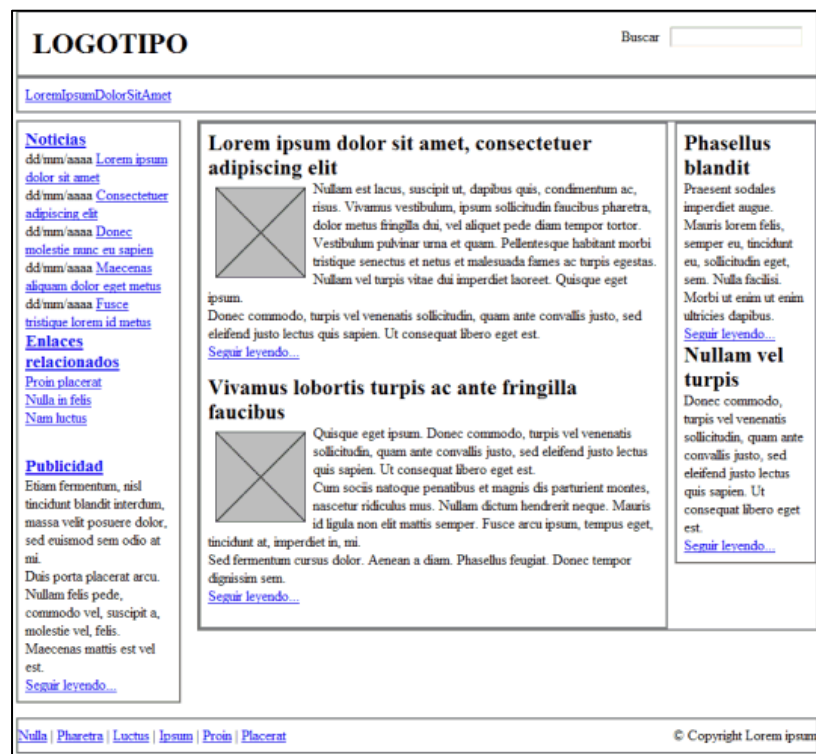 LOGOTIPO
Buscar
LoremIpsumDolorSitAmet
Noticias
dd/mm/aaaa Lorem ipsum
dolor sit amet
dd/mm/aaaa Consectetuer
adipiscing elit
dd/mm/aaaa Donec
molestie nunc eu sapien
dd/mm/aaaa Maecenas
aliquam dolor eget metus
dd/mm/aaaa Fusce
tristique lorem id metus
Enlaces
relacionados
Proin placerat
Nulla in felis
Nam luctus
Publicidad
Etiam fermentum, nisl
tincidunt blandit interdum,
massa velit posuere dolor,
sed euismod sem odio at
mi.
Duis porta placerat arcu.
Nullam felis pede,
commodo vel, suscipit a,
molestie vel, felis.
Maecenas mattis est vel
est.
Seguir leyendo...
Lorem ipsum dolor sit amet, consectetuer
adipiscing elit
Nullam est lacus, suscipit ut, dapibus quis, condimentum ac,
risus. Vivamus vestibulum, ipsum sollicitudin faucibus pharetra,
dolor metus fringilla dui, vel aliquet pede diam tempor tortor.
Vestibulum pulvinar urna et quam. Pellentesque habitant morbi
tristique senectus et netus et malesuada fames ac turpis egestas.
Nullam vel turpis vitae dui imperdiet laoreet. Quisque eget
ipsum.
Donec commodo, turpis vel venenatis sollicitudin, quam ante convallis justo, sed
eleifend justo lectus quis sapien. Ut consequat libero eget est.
Seguir leyendo...
Vivamus lobortis turpis ac ante fringilla
faucibus
Quisque eget ipsum. Donec commodo, turpis vel venenatis
sollicitudin, quam ante convallis justo, sed eleifend justo lectus
quis sapien. Ut consequat libero eget est.
Cum sociis natoque penatibus et magnis dis parturient montes,
nascetur ridiculus mus. Nullam dictum hendrerit neque. Mauris
id ligula non elit mattis semper. Fusce arcu ipsum, tempus eget,
tincidunt at, imperdiet in, mi.
Sed fermentum cursus dolor. Aenean a diam. Phasellus feugiat. Donec tempor
dignissim sem.
Seguir leyendo...
Phasellus
blandit
Praesent sodales
imperdiet augue.
Mauris lorem felis,
semper eu, tincidunt
eu, sollicitudin eget,
sem. Nulla facilisi.
Morbi ut enim ut enim
ultricies dapibus.
Seguir leyendo...
Nullam vel
turpis
Donec commodo,
turpis vel venenatis
sollicitudin, quam ante
convallis justo, sed
eleifend justo lectus
quis sapien. Ut
consequat libero eget
est.
Seguir leyendo...
Nulla | Pharetra | Luctus | Ipsum | Proin | Placerat
© Copyright Lorem ipsum